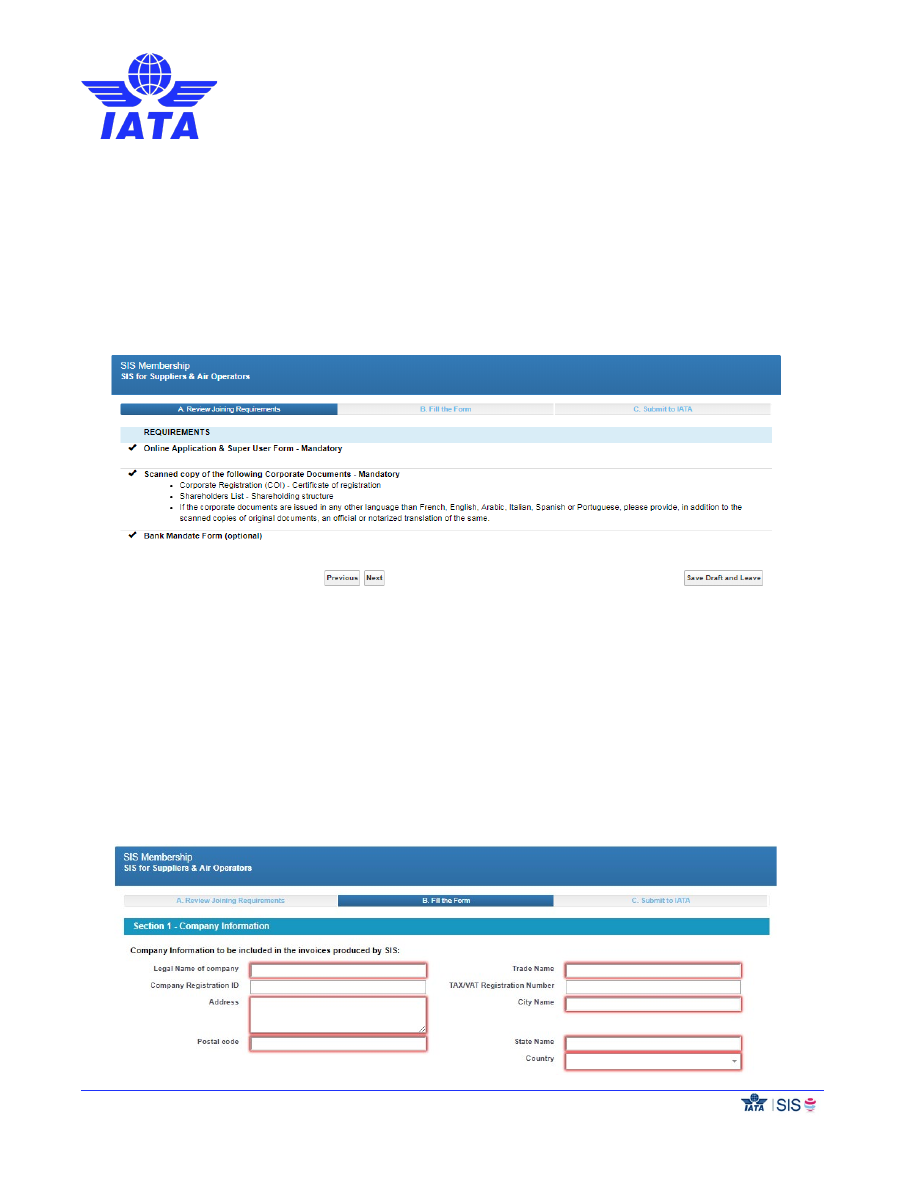 IATA
SIS Membership
SIS for Suppliers & Air Operators
A. Review Joining Requirements
B. Fill the Form
C. Submit to IATA
REQUIREMENTS
Online Application & Super User Form - Mandatory
Scanned copy of the following Corporate Documents - Mandatory
• Corporate Registration (COI) - Certificate of registration
• Shareholders List - Shareholding structure
• If the corporate documents are issued in any other language than French, English, Arabic, Italian, Spanish or Portuguese, please provide, in addition to the
scanned copies of original documents, an official or notarized translation of the same.
Bank Mandate Form (optional)
Previous Next Save Draft and Leave
SIS Membership
SIS for Suppliers & Air Operators
A. Review Joining Requirements
B. Fill the Form
C. Submit to IATA
Section 1 - Company Information
Company Information to be included in the invoices produced by SIS:
Legal Name of company Trade Name
Company Registration ID TAX/VAT Registration Number
Address City Name
Postal code State Name
Country
IATA | SIS